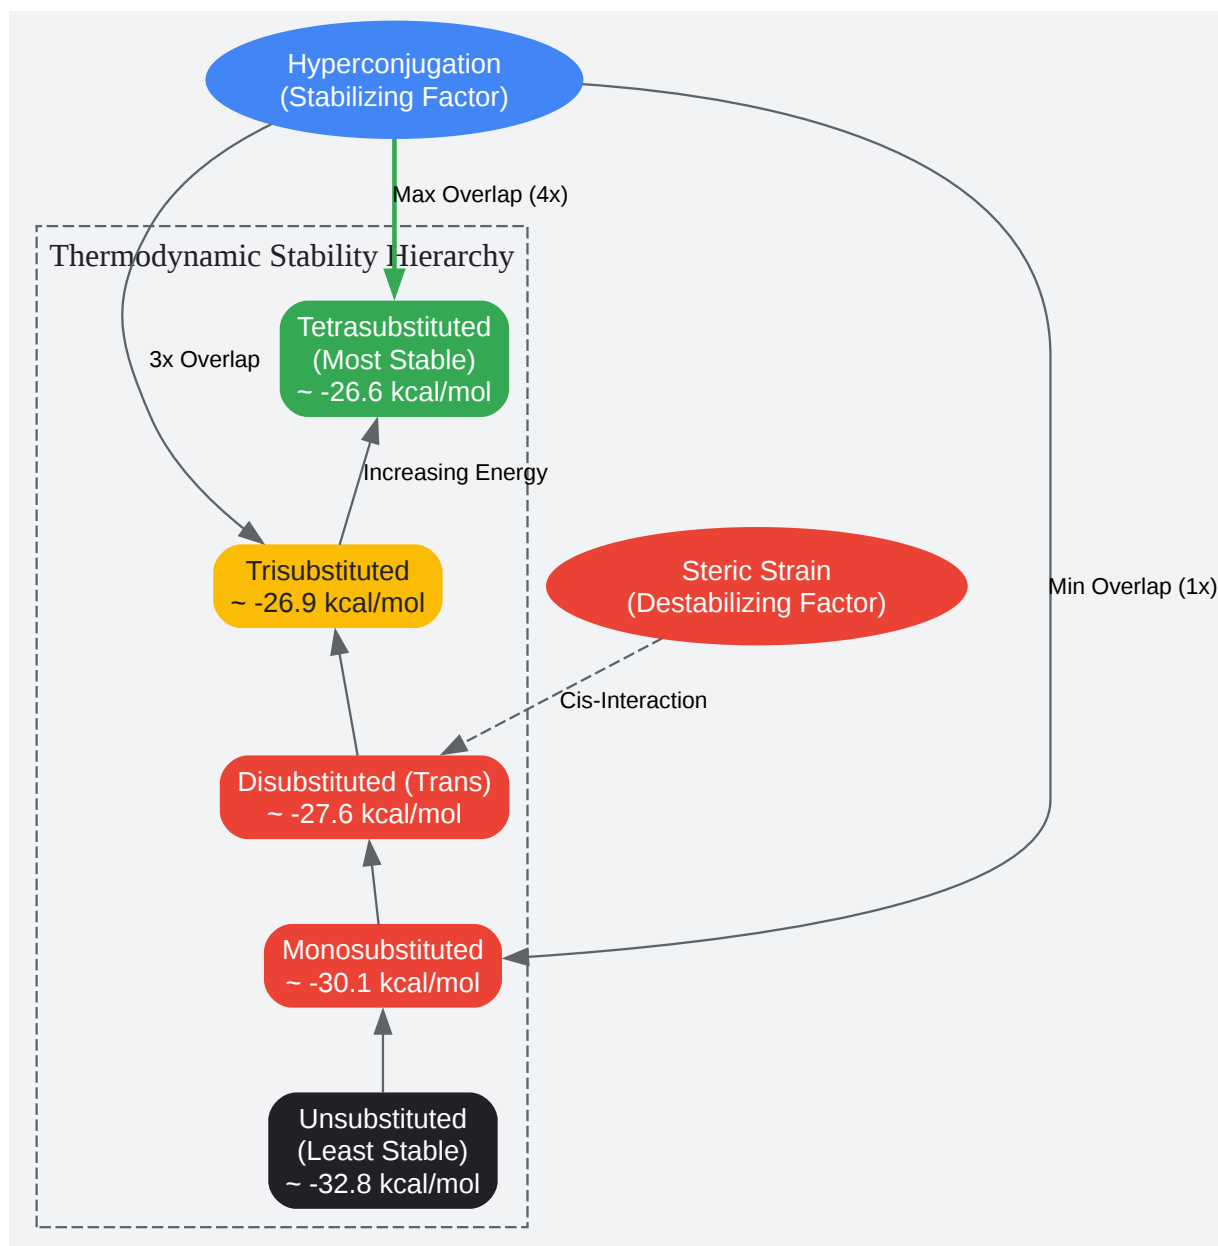 Hyperconjugation
(Stabilizing Factor)
Max Overlap (4x)
Thermodynamic Stability Hierarchy
Tetrasubstituted
(Most Stable)
~ -26.6 kcal/mol
3x Overlap
Increasing Energy
Trisubstituted
~ -26.9 kcal/mol
Steric Strain
(Destabilizing Factor)
Min Overlap (1x)
Cis-Interaction
Disubstituted (Trans)
~ -27.6 kcal/mol
Monosubstituted
~ -30.1 kcal/mol
Unsubstituted
(Least Stable)
~ -32.8 kcal/mol